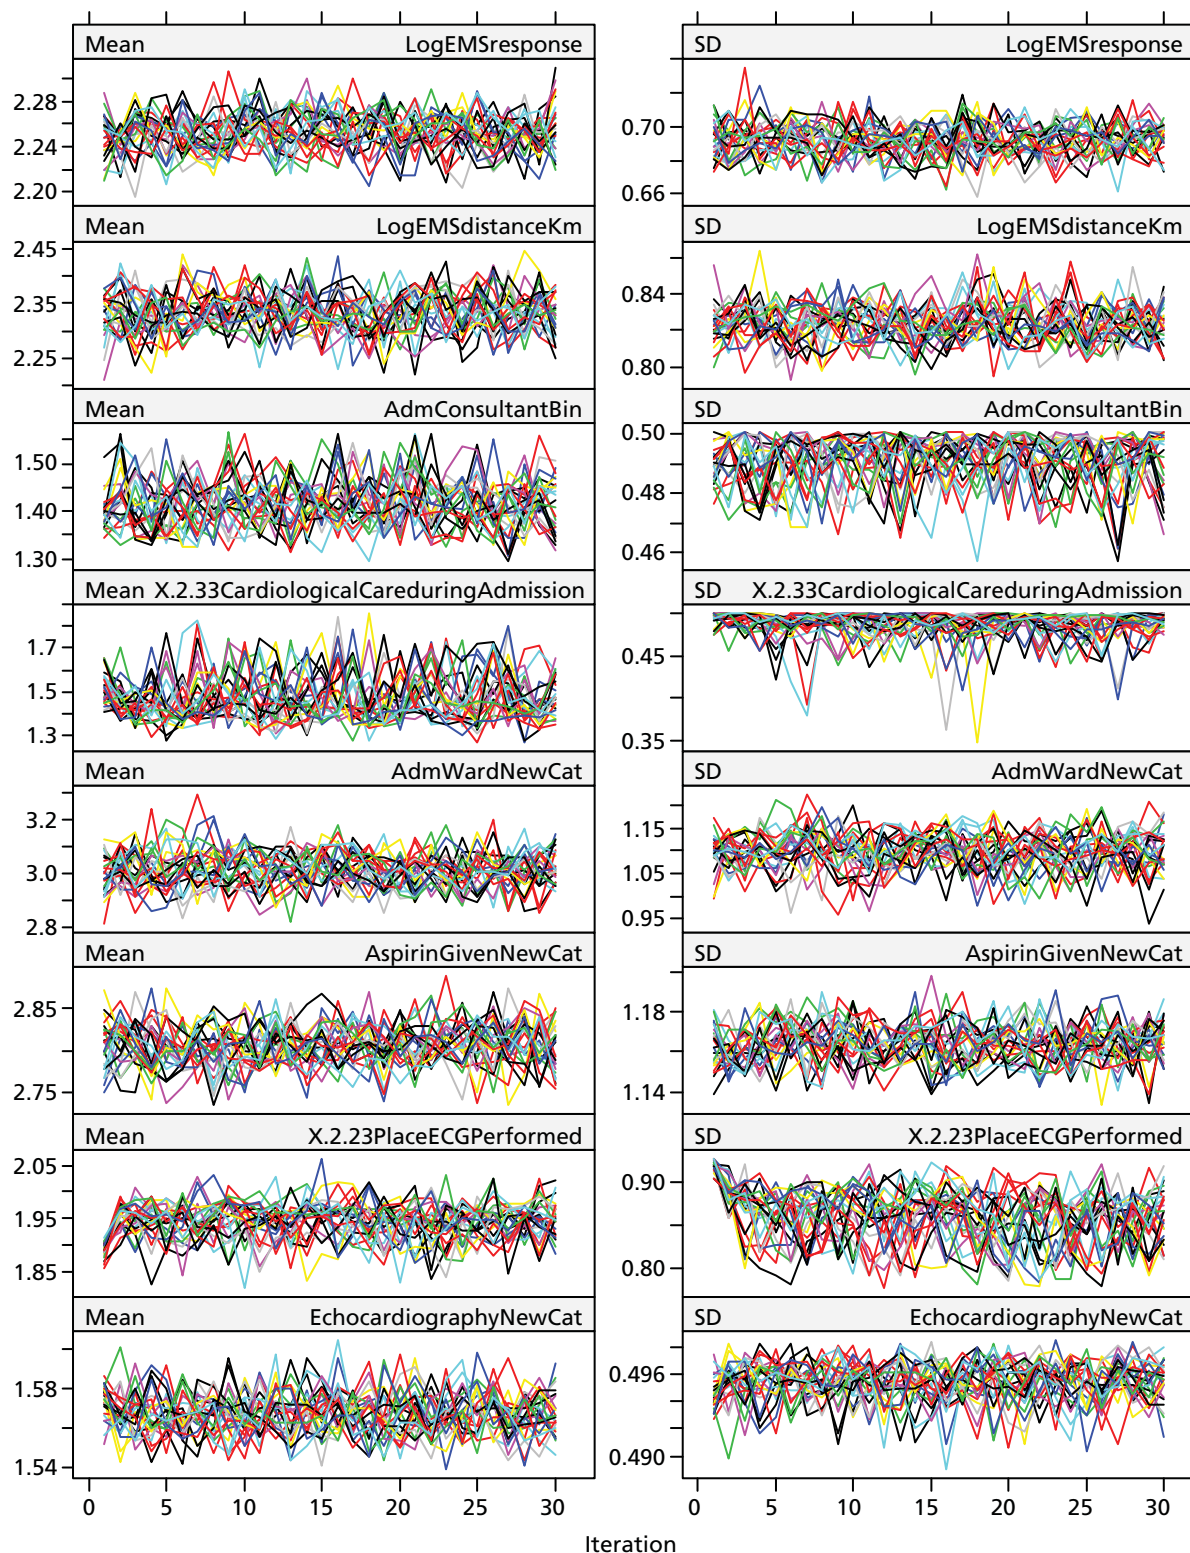 Mean LogEMSresponse SD LogEMSresponse
2.28 0.70
2.24
2.20 0.66
Mean LogEMSdistanceKm SD LogEMSdistanceKm
2.45
2.35 0.84
2.25 0.80
Mean AdmConsultantBin SD AdmConsultantBin
1.50 0.50
1.40 0.48
1.30 0.46
Mean X.2.33CardiologicalCareduringAdmission SD X.2.33CardiologicalCareduringAdmission
1.7 0.45
1.5
1.3 0.35
Mean AdmWardNewCat SD AdmWardNewCat
3.2 1.15
3.0 1.05
2.8 0.95
Mean AspirinGivenNewCat SD AspirinGivenNewCat
2.85 1.18
2.75 1.14
Mean X.2.23PlaceECGPerformed SD X.2.23PlaceECGPerformed
2.05 0.90
1.95
1.85 0.80
Mean EchocardiographyNewCat SD EchocardiographyNewCat
1.58 0.496
1.54 0.490
0 5 10 15 20 25 30 0 5 10 15 20 25 30
Iteration